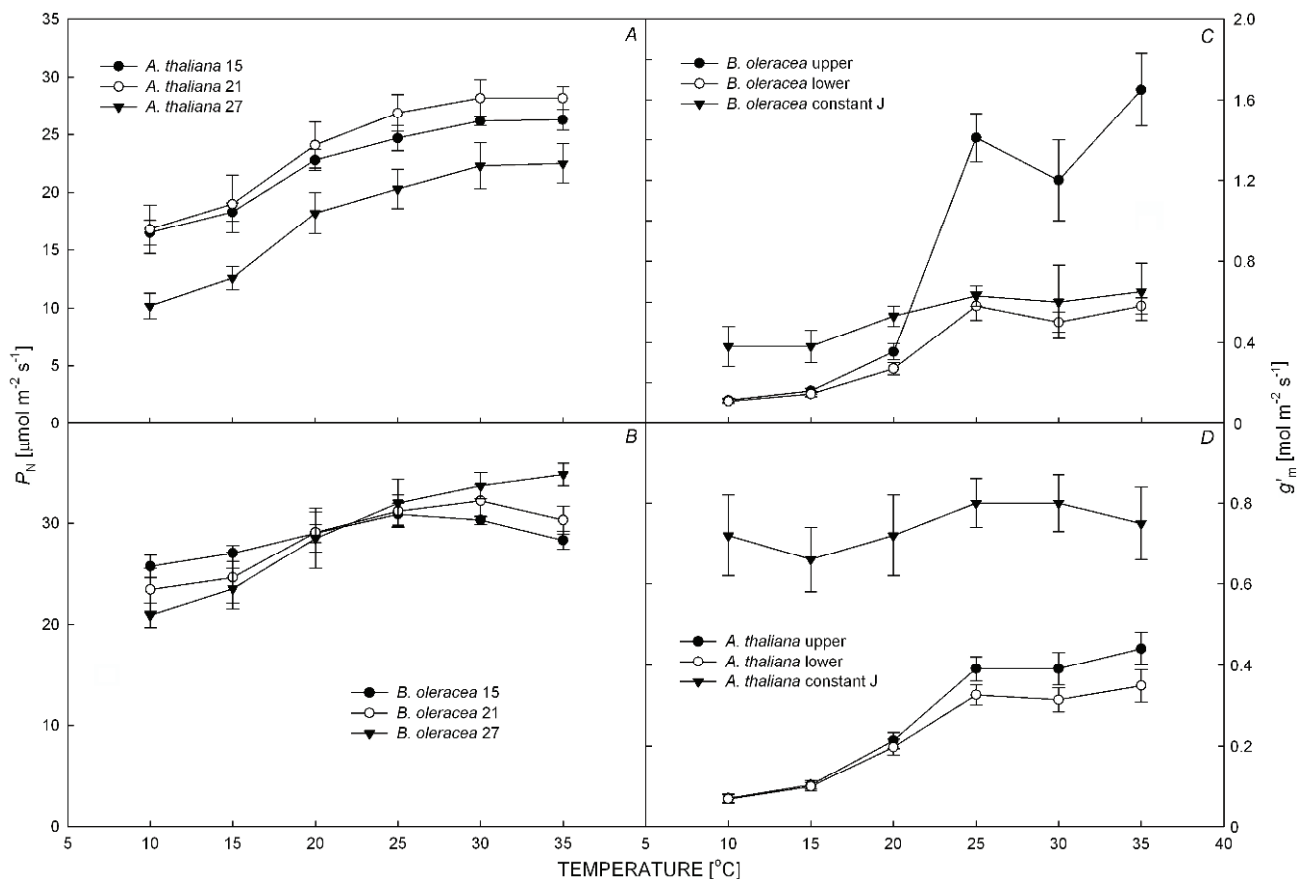 35
30
25
20
15
10
5
0
A
A. thaliana 15
A. thaliana 21
A. thaliana 27
C
B. oleracea upper
B. oleracea lower
B. oleracea constant J
2.0
1.6
1.2
0.8
0.4
0
P_N [μmol m⁻² s⁻¹]
g'_m [mol m⁻² s⁻¹]
30
20
10
0
B
B. oleracea 15
B. oleracea 21
B. oleracea 27
D
A. thaliana upper
A. thaliana lower
A. thaliana constant J
0.8
0.6
0.4
0.2
0
5 10 15 20 25 30 35 5 10 15 20 25 30 35 40
TEMPERATURE [°C]